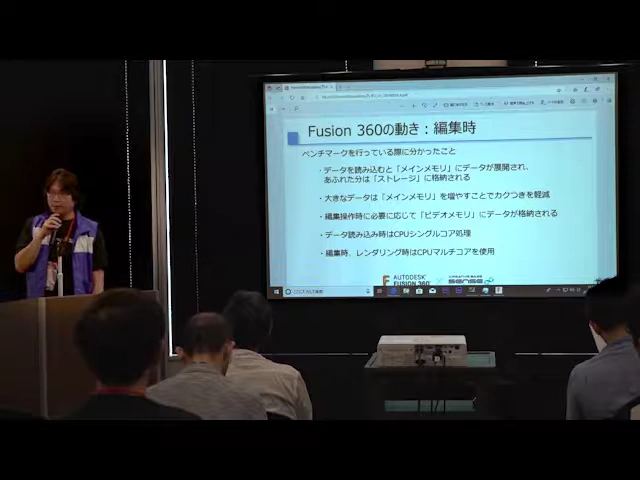 Fusion 360の動き：編集時
ベンチマークを行っている際に分かったこと
・データを読み込むと「メインメモリ」にデータが展開され、
あふれた分は「ストレージ」に格納される
・大きなデータは「メインメモリ」を増やすことでカクつきを軽減
・編集操作時に必要に応じて「ビデオメモリ」にデータが格納される
・データ読み込み時はCPUシングルコア処理
・編集時、レンダリング時はCPUマルチコアを使用
AUTODESK
FUSION 360
×